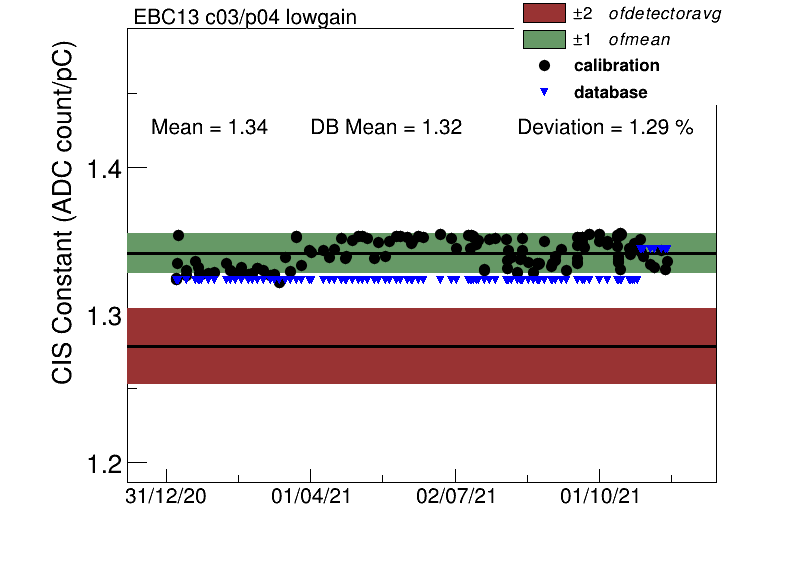 EBC13 c03/p04 lowgain
±2 ofdetectoravg
±1 ofmean
calibration
database
Mean = 1.34 DB Mean = 1.32 Deviation = 1.29 %
CIS Constant (ADC count/pC)
1.4
1.3
1.2
31/12/20 01/04/21 02/07/21 01/10/21